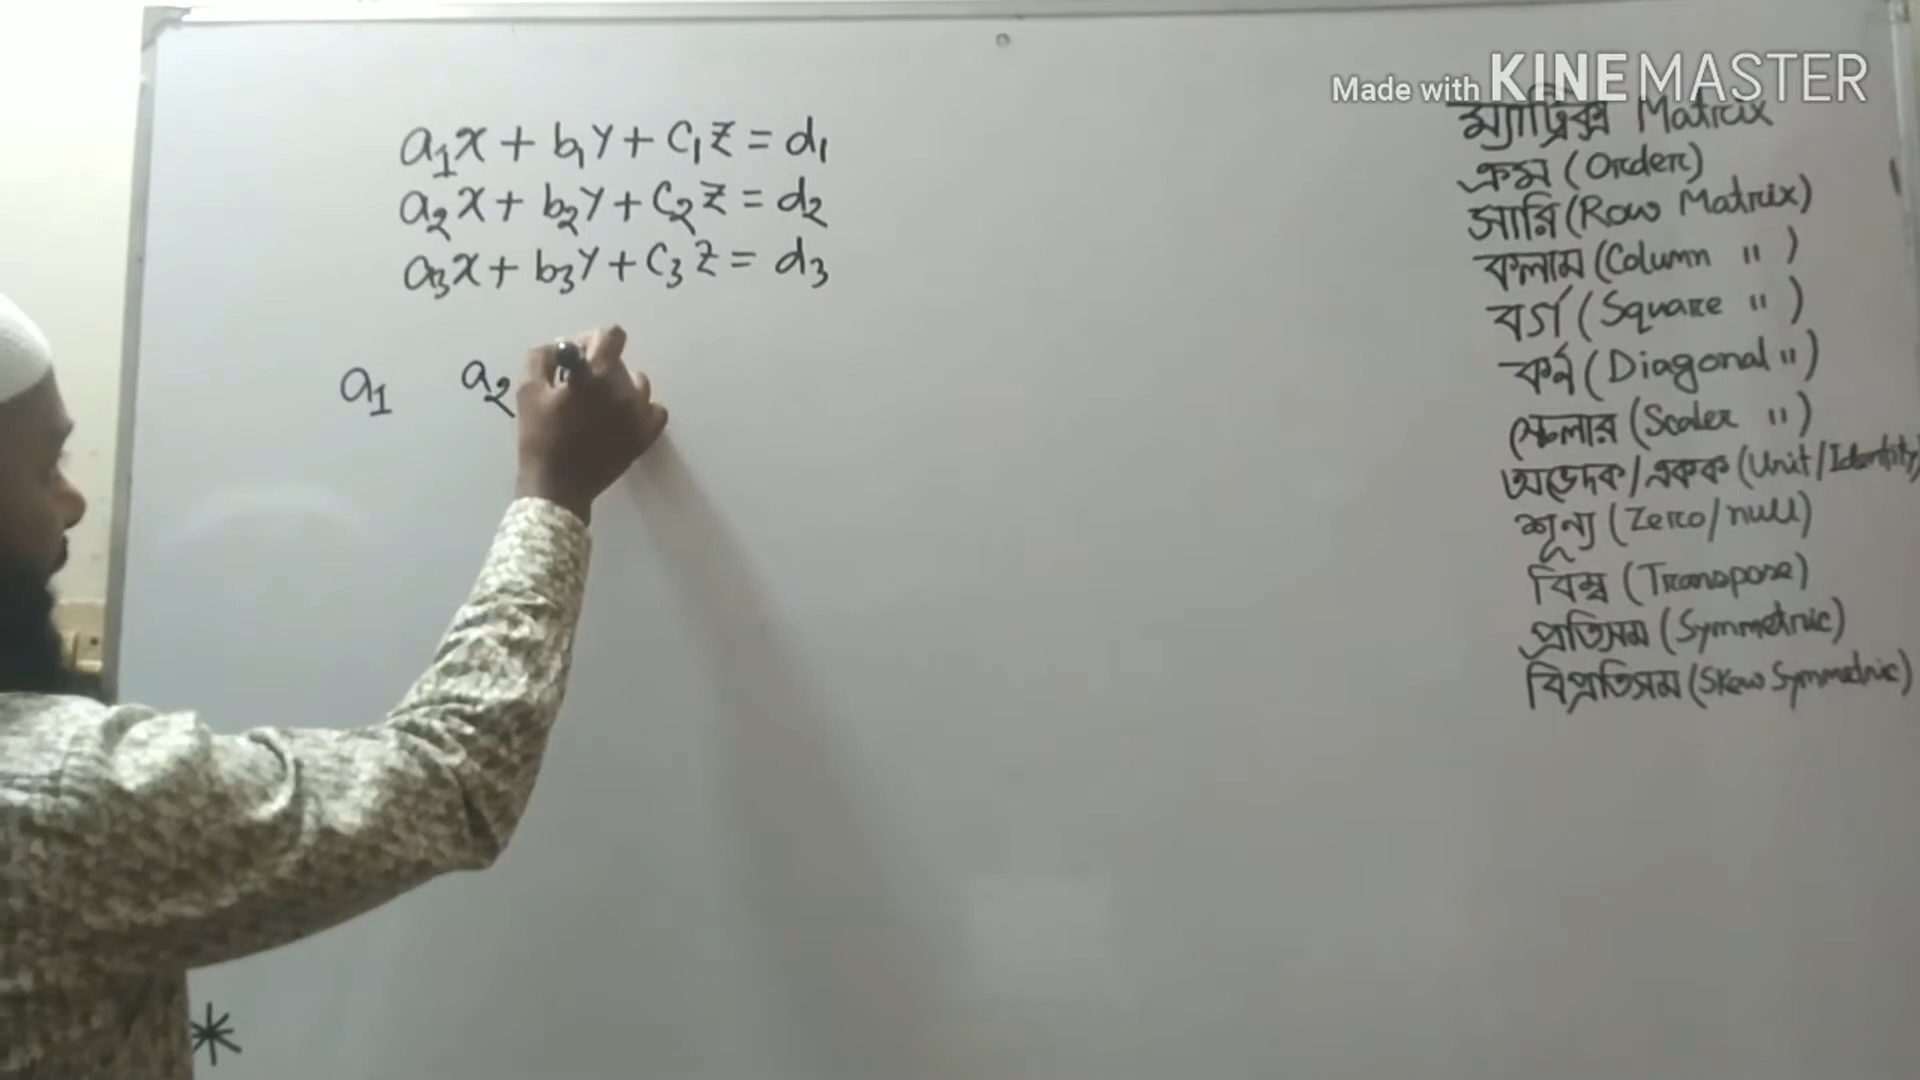 Made with KINEMASTER
a₁x + b₁y + c₁z = d₁
a₂x + b₂y + c₂z = d₂
a₃x + b₃y + c₃z = d₃
a₁ a₂
ম্যাট্রিক্স Matrix
ক্রম (Order)
সারি (Row Matrix)
কলাম (Column ")
বর্গ (Square ")
কর্ন (Diagonal ")
স্কেলার (Scaler ")
অভেদক/একক (Unit/Identity)
শূন্য (Zero/null)
বিম্ব (Transpose)
প্রতিসম (Symmetric)
বিপ্রতিসম (Skew Symmetric)
*